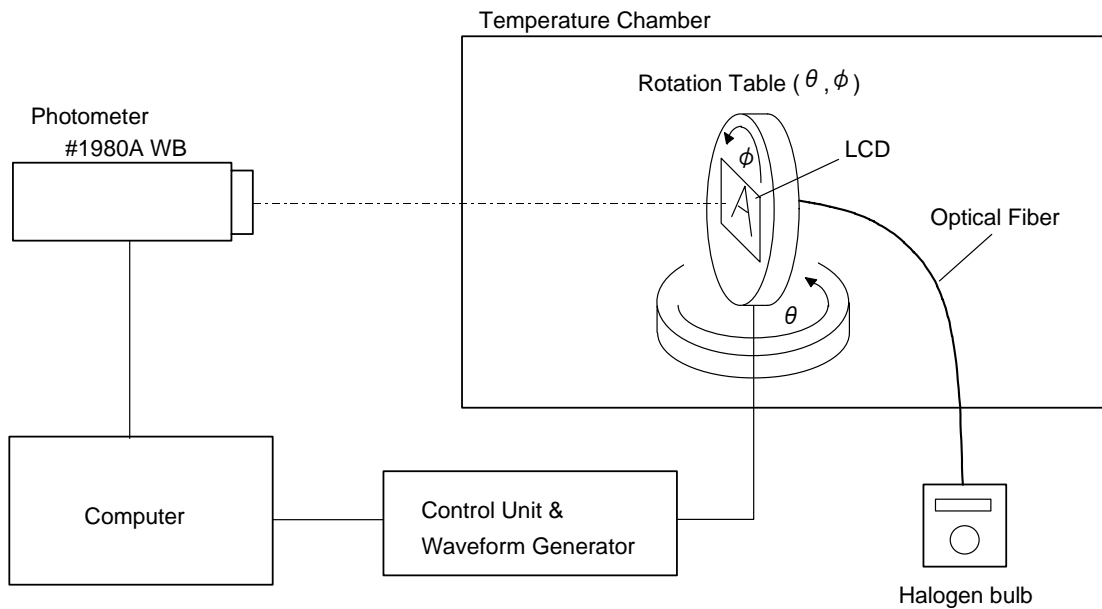 Temperature Chamber
Rotation Table ( θ , φ )
Photometer
#1980A WB
φ
LCD
A
Optical Fiber
θ
Computer
Control Unit &
Waveform Generator
Halogen bulb